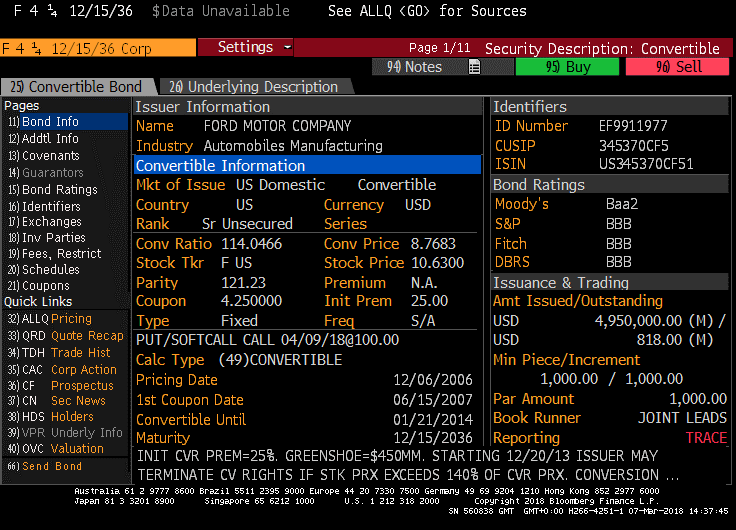 F 4 ¼ 12/15/36 $Data Unavailable See ALLQ <GO> for Sources
F 4 ¼ 12/15/36 Corp Settings Page 1/11 Security Description: Convertible
94) Notes 95) Buy 96) Sell
25) Convertible Bond 26) Underlying Description
Pages
11) Bond Info
12) Addtl Info
13) Covenants
14) Guarantors
15) Bond Ratings
16) Identifiers
17) Exchanges
18) Inv Parties
19) Fees, Restrict
20) Schedules
21) Coupons
Quick Links
32) ALLQ Pricing
33) QRD Quote Recap
34) TDH Trade Hist
35) CAC Corp Action
36) CF Prospectus
37) CN Sec News
38) HDS Holders
39) VPR Underly Info
40) OVC Valuation
66) Send Bond
Issuer Information
Name FORD MOTOR COMPANY
Industry Automobiles Manufacturing
Convertible Information
Mkt of Issue US Domestic Convertible
Country US Currency USD
Rank Sr Unsecured Series
Conv Ratio 114.0466 Conv Price 8.7683
Stock Tkr F US Stock Price 10.6300
Parity 121.23 Premium N.A.
Coupon 4.250000 Init Prem 25.00
Type Fixed Freq S/A
PUT/SOFTCALL CALL 04/09/18@100.00
Calc Type (49)CONVERTIBLE
Pricing Date 12/06/2006
1st Coupon Date 06/15/2007
Convertible Until 01/21/2014
Maturity 12/15/2036
Identifiers
ID Number EF9911977
CUSIP 345370CF5
ISIN US345370CF51
Bond Ratings
Moody's Baa2
S&P BBB
Fitch BBB
DBRS BBB
Issuance & Trading
Amt Issued/Outstanding
USD 4,950,000.00 (M) /
USD 818.00 (M)
Min Piece/Increment
1,000.00 / 1,000.00
Par Amount 1,000.00
Book Runner JOINT LEADS
Reporting TRACE
INIT CVR PREM=25%. GREENSHOE=$450MM. STARTING 12/20/13 ISSUER MAY
TERMINATE CV RIGHTS IF STK PRX EXCEEDS 140% OF CVR PRX. CONVERSION ...
Australia 61 2 9777 8600 Brazil 5511 2395 9000 Europe 44 20 7330 7500 Germany 49 69 9204 1210 Hong Kong 852 2977 6000
Japan 81 3 3201 8900 Singapore 65 6212 1000 U.S. 1 212 318 2000 Copyright 2018 Bloomberg Finance L.P.
SN 560838 GMT GMT+0:00 H266-4251-1 07-Mar-2018 14:37:45